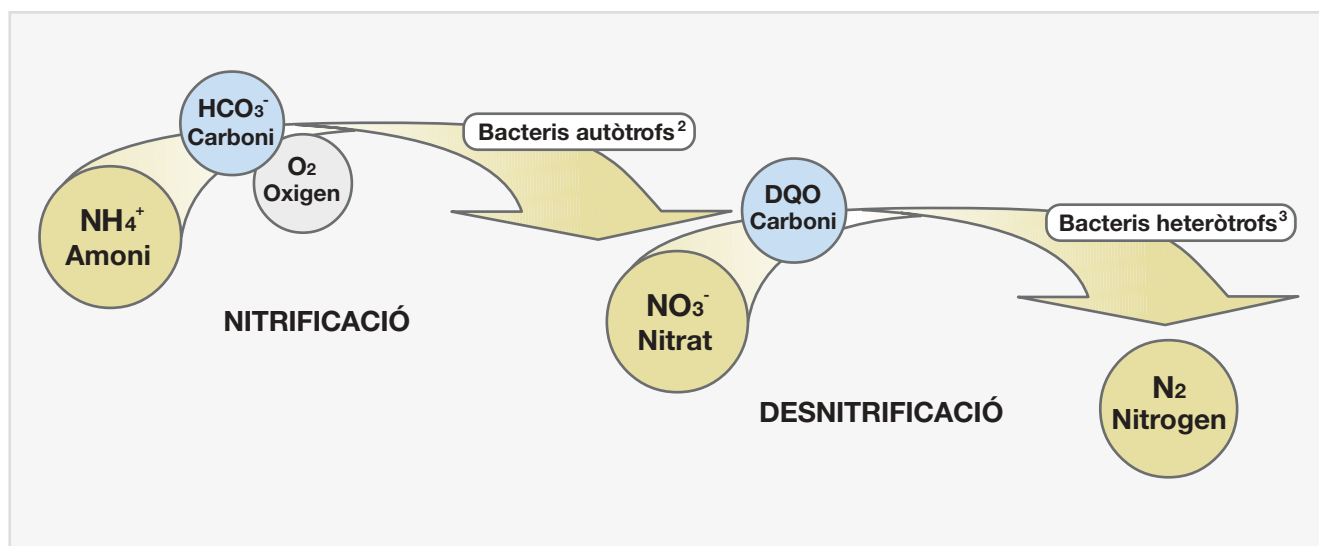 HCO₃⁻
Carboni
O₂
Oxigen
NH₄⁺
Amoni
Bacteris autòtrofs²
NITRIFICACIÓ
DQO
Carboni
NO₃⁻
Nitrat
Bacteris heteròtrofs³
DESNITRIFICACIÓ
N₂
Nitrogen